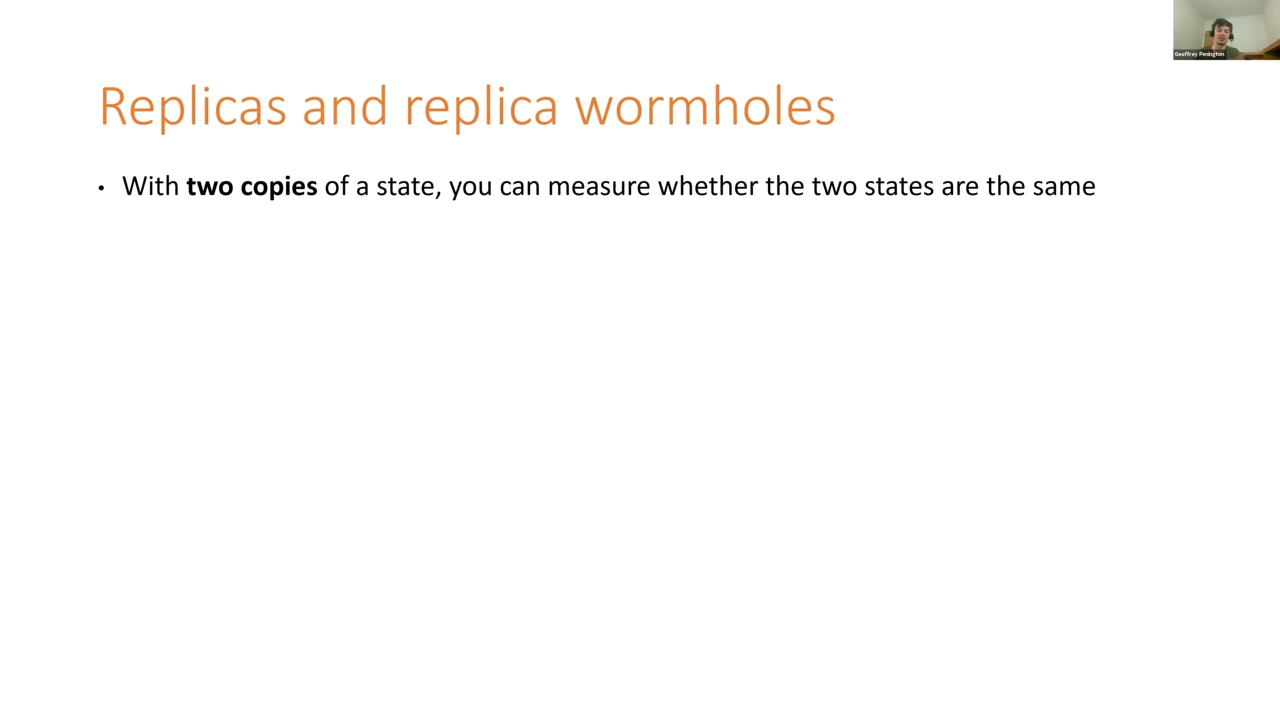 Geoffrey Penington
Replicas and replica wormholes
• With two copies of a state, you can measure whether the two states are the same